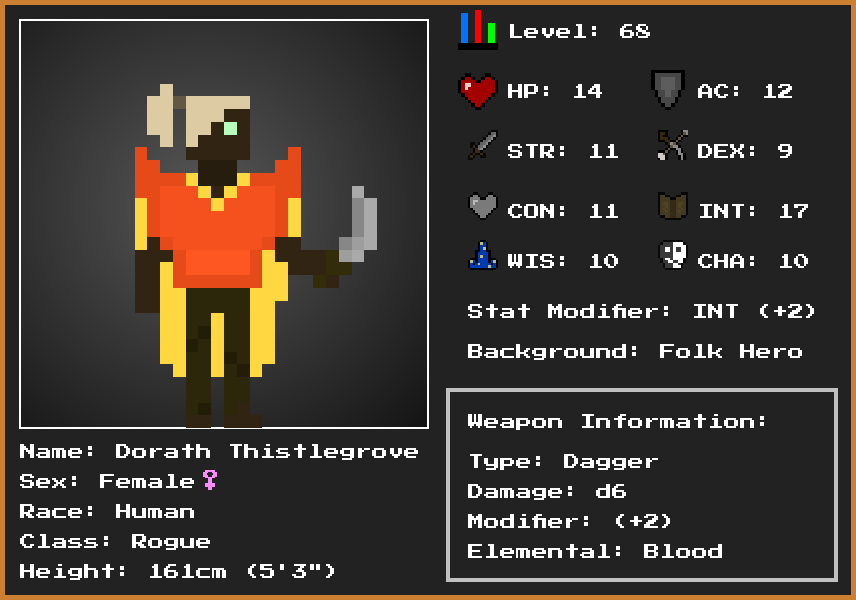 Level: 68
HP: 14
AC: 12
STR: 11
DEX: 9
CON: 11
INT: 17
WIS: 10
CHA: 10
Stat Modifier: INT (+2)
Background: Folk Hero
Weapon Information:
Type: Dagger
Damage: d6
Modifier: (+2)
Elemental: Blood
Name: Dorath Thistlegrove
Sex: Female♀
Race: Human
Class: Rogue
Height: 161cm (5'3")